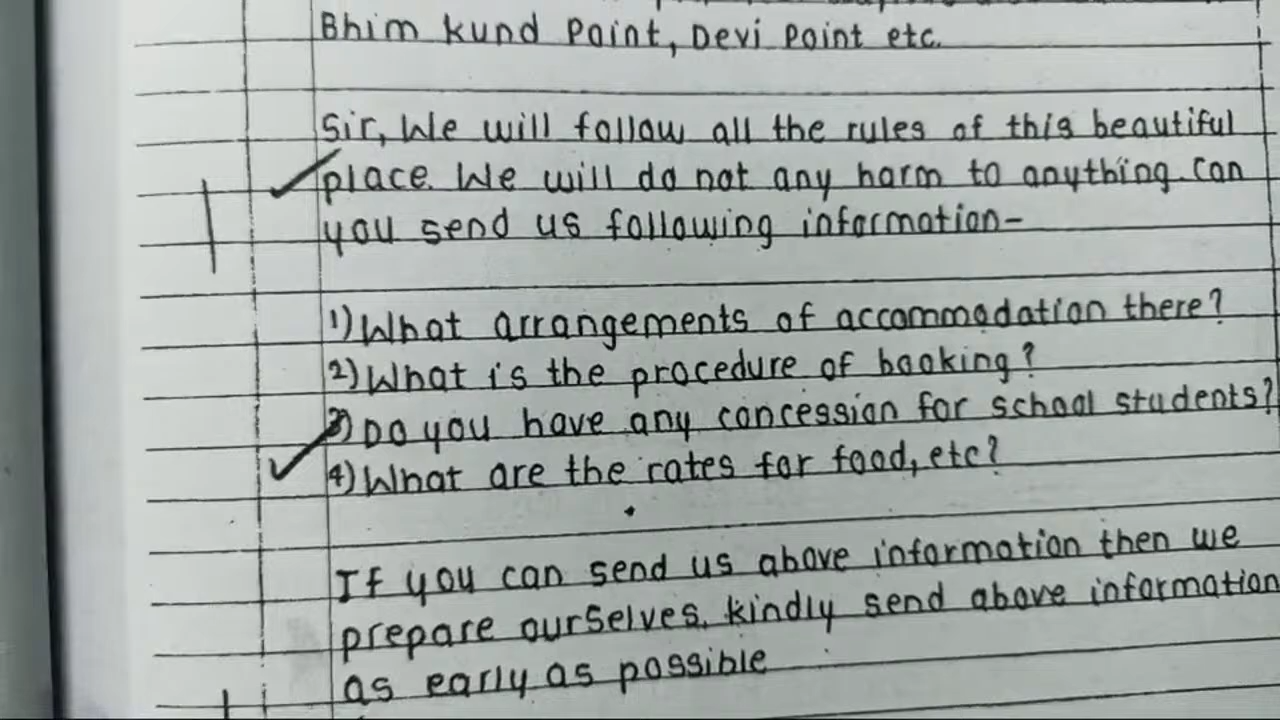 Bhim Kund Point, Devi Point etc.
Sir, We will follow all the rules of this beautiful
place. We will do not any harm to anything. Can
you send us following information-
1) What arrangements of accommodation there?
2) What is the procedure of booking?
3) Do you have any concession for school students?
4) What are the rates for food, etc?
If you can send us above information then we
prepare ourselves. kindly send above information
as early as possible